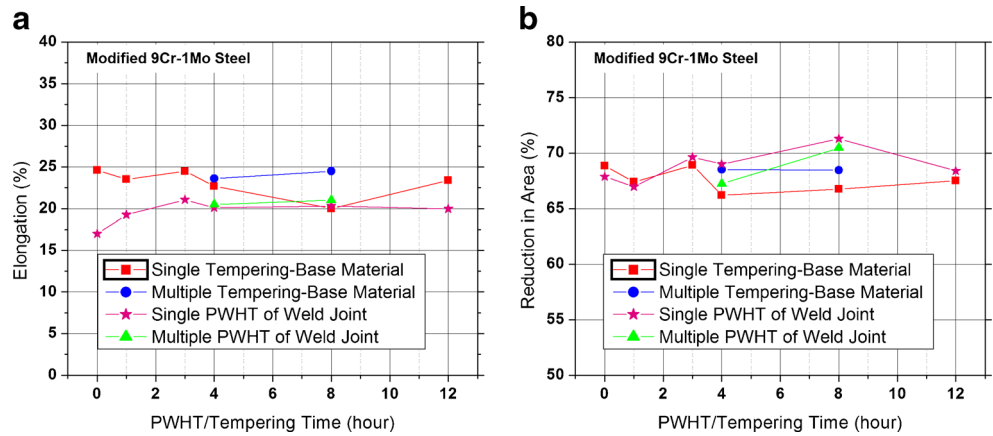 a
Modified 9Cr-1Mo Steel
40
35
30
25
20
15
10
5
0
Elongation (%)
Single Tempering-Base Material
Multiple Tempering-Base Material
Single PWHT of Weld Joint
Multiple PWHT of Weld Joint
0 2 4 6 8 10 12
PWHT/Tempering Time (hour)
b
Modified 9Cr-1Mo Steel
80
75
70
65
60
55
50
Reduction in Area (%)
Single Tempering-Base Material
Multiple Tempering-Base Material
Single PWHT of Weld Joint
Multiple PWHT of Weld Joint
0 2 4 6 8 10 12
PWHT/Tempering Time (hour)